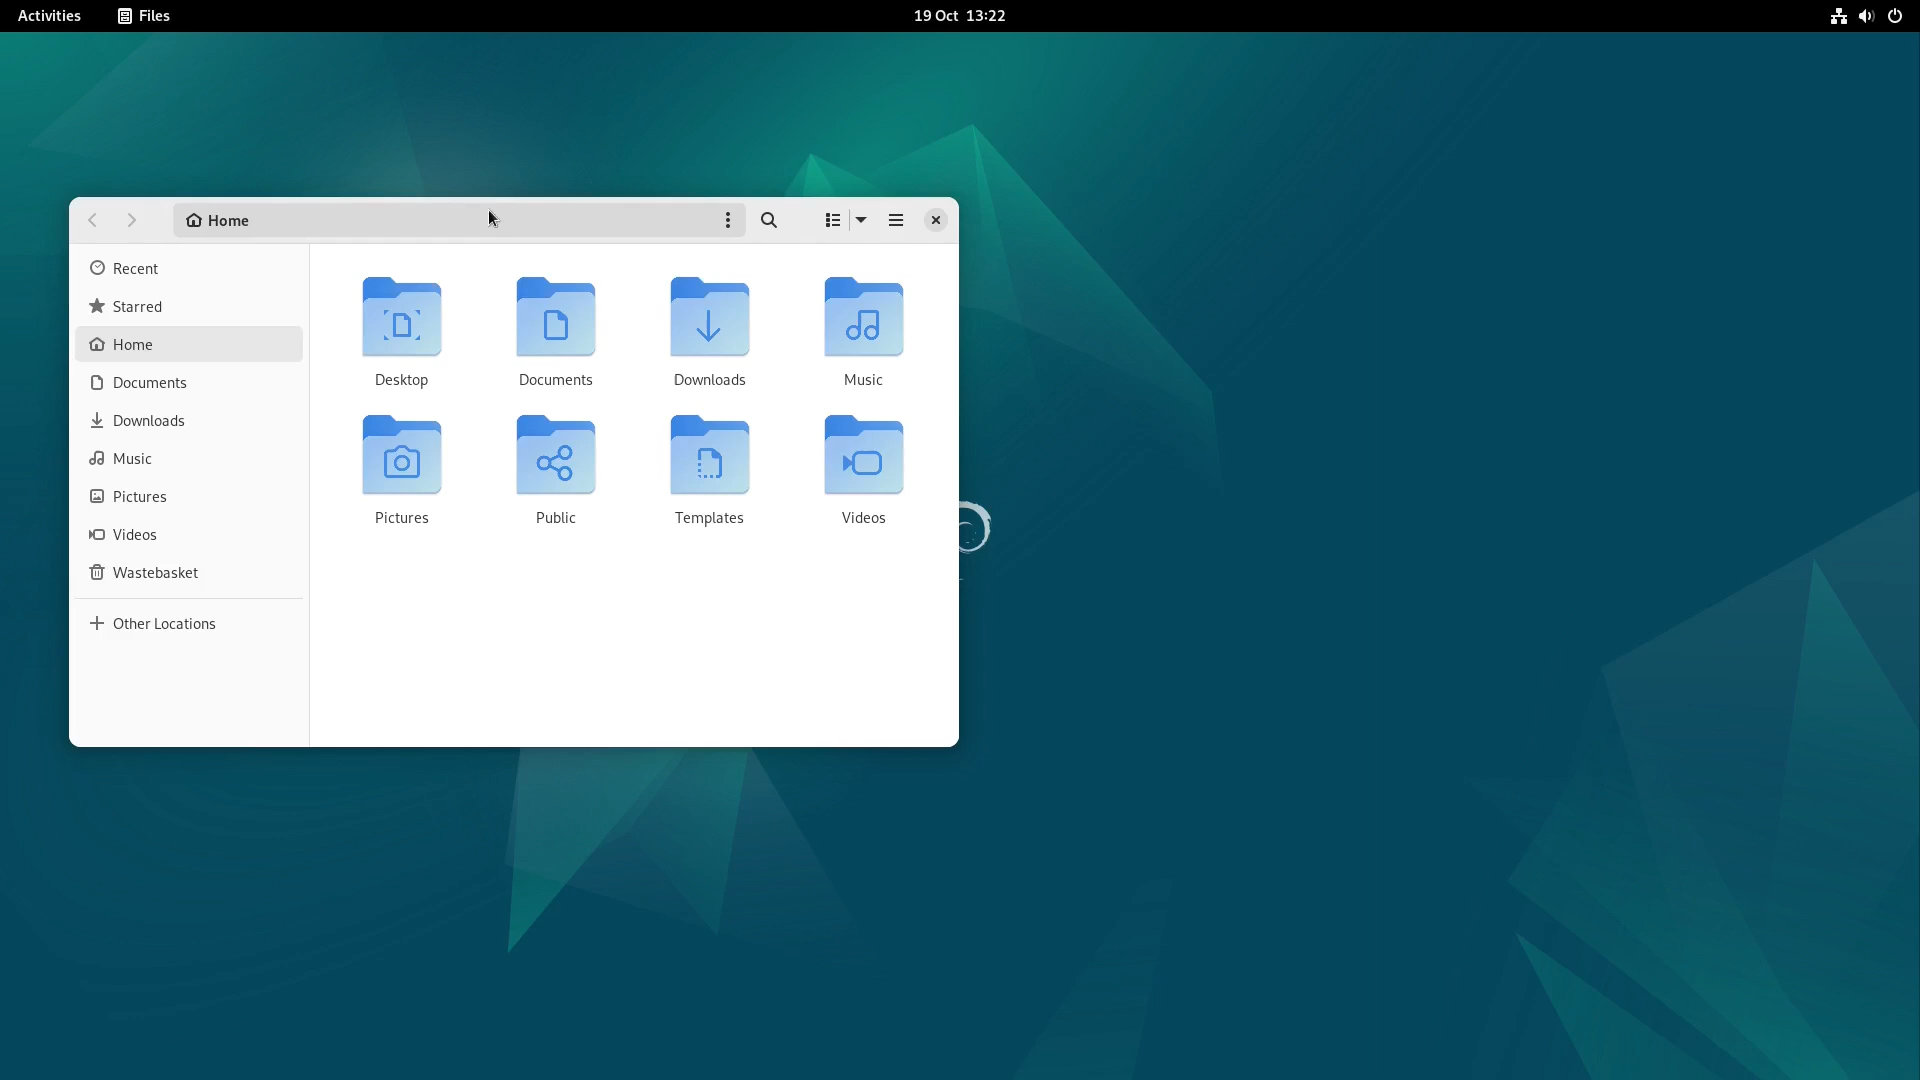 Activities Files 19 Oct 13:22
Home
Recent
Starred
Home
Documents
Downloads
Music
Pictures
Videos
Wastebasket
Other Locations
Desktop Documents Downloads Music
Pictures Public Templates Videos